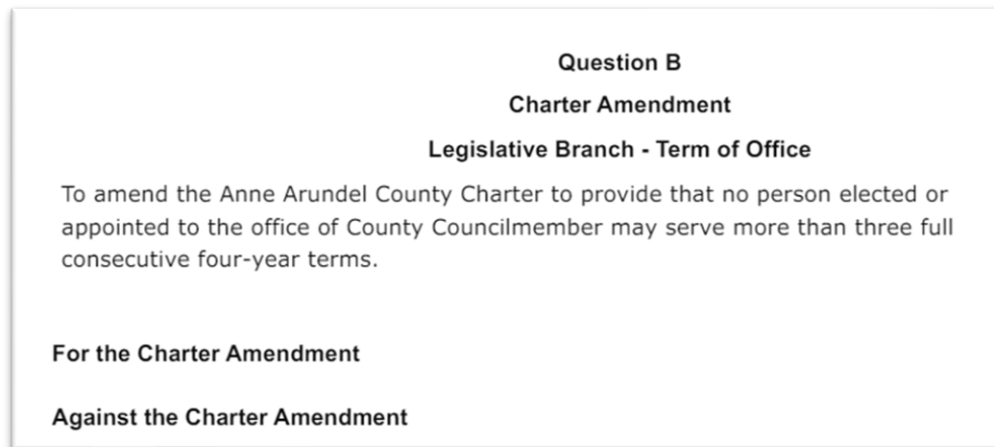 Question B
Charter Amendment
Legislative Branch - Term of Office
To amend the Anne Arundel County Charter to provide that no person elected or
appointed to the office of County Councilmember may serve more than three full
consecutive four-year terms.
For the Charter Amendment
Against the Charter Amendment